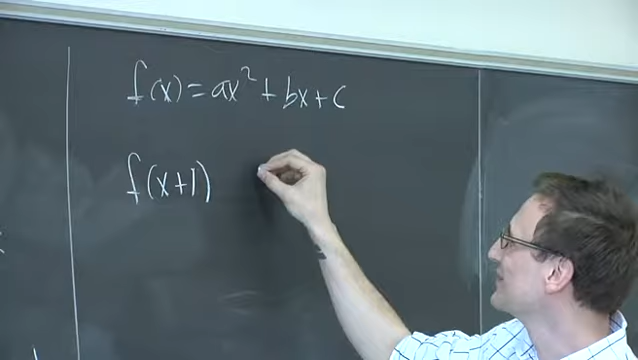 f(x) = ax² + bx + c
f(x+1)